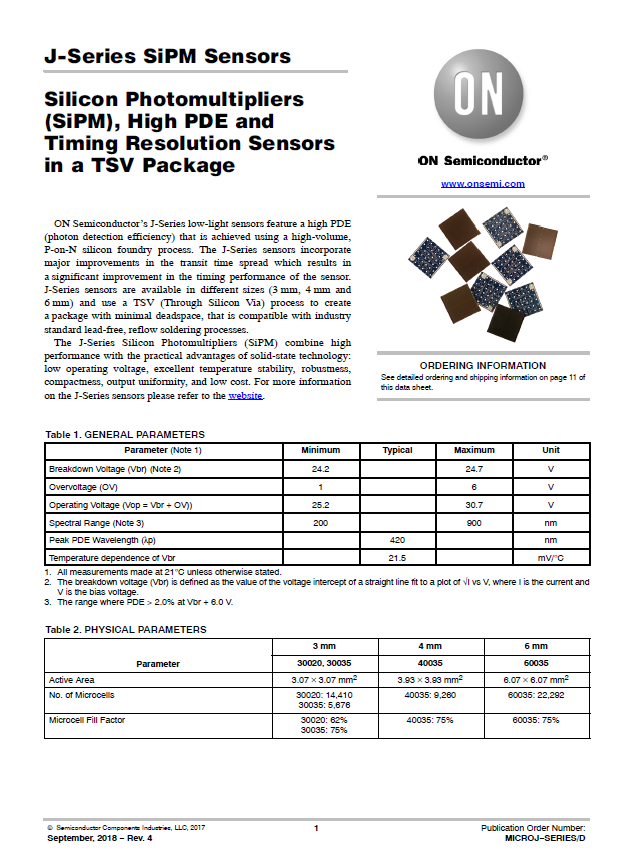 J-Series SiPM Sensors
Silicon Photomultipliers
(SiPM), High PDE and
Timing Resolution Sensors
in a TSV Package
ON
ON Semiconductor®
www.onsemi.com
ON Semiconductor's J-Series low-light sensors feature a high PDE
(photon detection efficiency) that is achieved using a high-volume,
P-on-N silicon foundry process. The J-Series sensors incorporate
major improvements in the transit time spread which results in
a significant improvement in the timing performance of the sensor.
J-Series sensors are available in different sizes (3 mm, 4 mm and
6 mm) and use a TSV (Through Silicon Via) process to create
a package with minimal deadspace, that is compatible with industry
standard lead-free, reflow soldering processes.
The J-Series Silicon Photomultipliers (SiPM) combine high
performance with the practical advantages of solid-state technology:
low operating voltage, excellent temperature stability, robustness,
compactness, output uniformity, and low cost. For more information
on the J-Series sensors please refer to the website.
ORDERING INFORMATION
See detailed ordering and shipping information on page 11 of
this data sheet.
Table 1. GENERAL PARAMETERS
Parameter (Note 1) Minimum Typical Maximum Unit
Breakdown Voltage (Vbr) (Note 2) 24.2 24.7 V
Overvoltage (OV) 1 6 V
Operating Voltage (Vop = Vbr + OV)) 25.2 30.7 V
Spectral Range (Note 3) 200 900 nm
Peak PDE Wavelength (λp) 420 nm
Temperature dependence of Vbr 21.5 mV/°C
1. All measurements made at 21°C unless otherwise stated.
2. The breakdown voltage (Vbr) is defined as the value of the voltage intercept of a straight line fit to a plot of √I vs V, where I is the current and
V is the bias voltage.
3. The range where PDE > 2.0% at Vbr + 6.0 V.
Table 2. PHYSICAL PARAMETERS
3 mm 4 mm 6 mm
Parameter 30020, 30035 40035 60035
Active Area 3.07 × 3.07 mm² 3.93 × 3.93 mm² 6.07 × 6.07 mm²
No. of Microcells 30020: 14,410 40035: 9,260 60035: 22,292
30035: 5,676
Microcell Fill Factor 30020: 62% 40035: 75% 60035: 75%
30035: 75%
© Semiconductor Components Industries, LLC, 2017 1 Publication Order Number:
September, 2018 − Rev. 4 MICROJ−SERIES/D